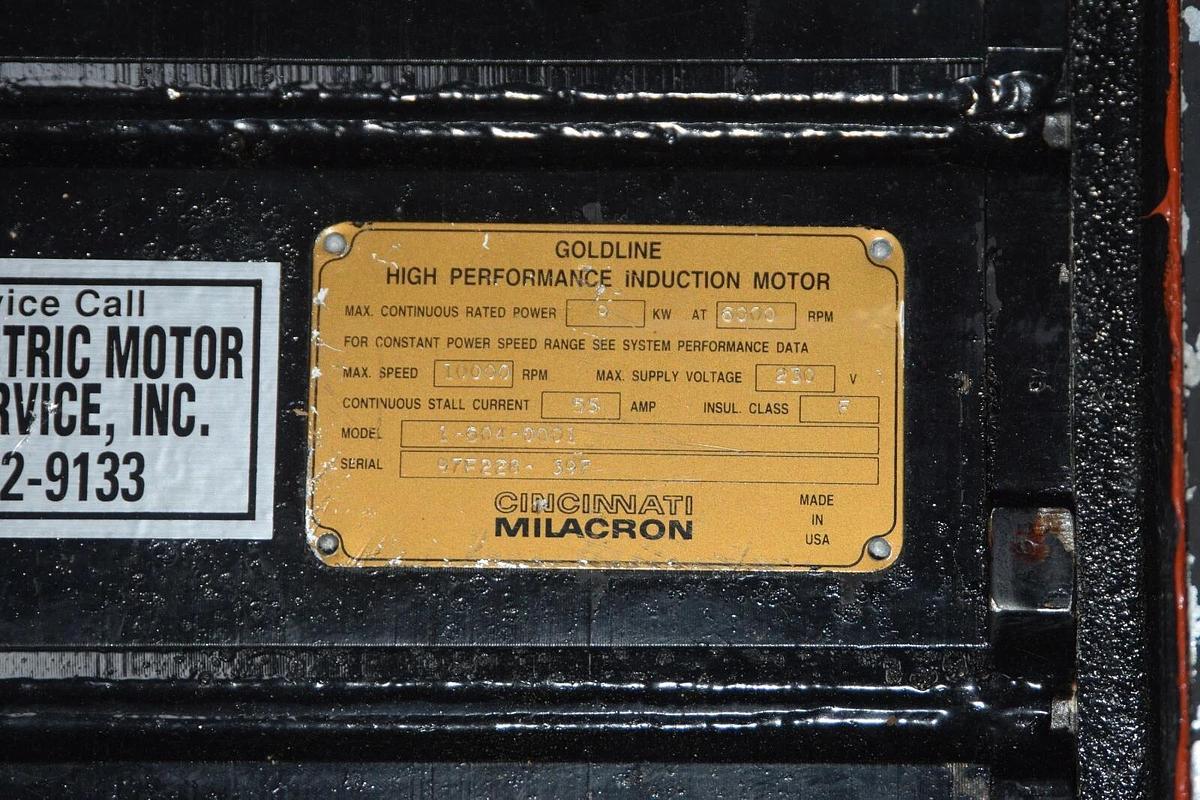 vice Call
TRIC MOTOR
RVICE, INC.
2-9133
GOLDLINE
HIGH PERFORMANCE iNDUCTION MOTOR
MAX. CONTINUOUS RATED POWER KW AT RPM
FOR CONSTANT POWER SPEED RANGE SEE SYSTEM PERFORMANCE DATA
MAX. SPEED 10000 RPM MAX. SUPPLY VOLTAGE 230 V
CONTINUOUS STALL CURRENT 55 AMP INSUL. CLASS F
MODEL
SERIAL
CINCINNATI
MILACRON
MADE
IN
USA